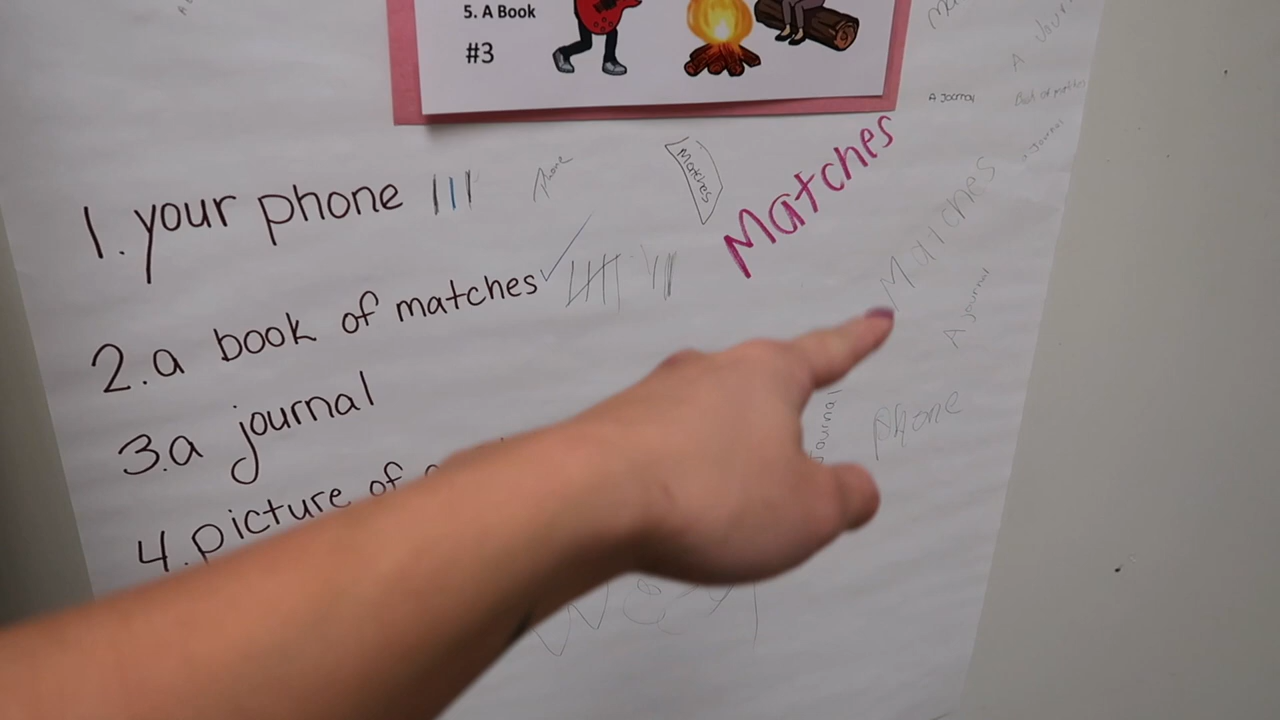 5. A Book
#3
A Journal
Book of matches
a Journal
Matches
Phone
Matches
1. your phone
Matches
2. a book of matches
A Journal
3. a journal
Phone
Journal
4. picture of